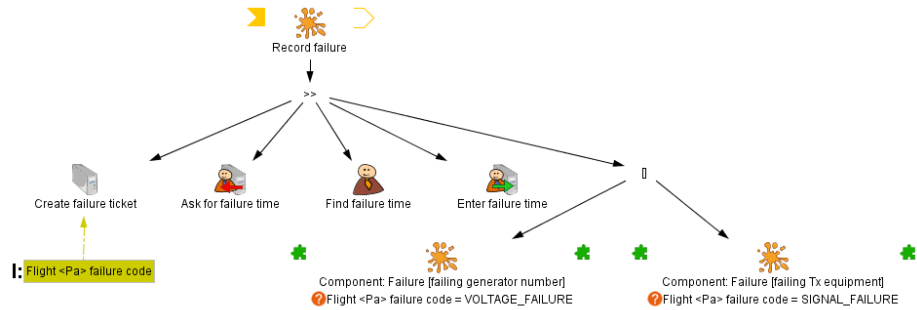 Record failure
>>
[]
Create failure ticket
Ask for failure time
Find failure time
Enter failure time
I: Flight <Pa> failure code
Component: Failure [failing generator number]
? Flight <Pa> failure code = VOLTAGE_FAILURE
Component: Failure [failing Tx equipment]
? Flight <Pa> failure code = SIGNAL_FAILURE